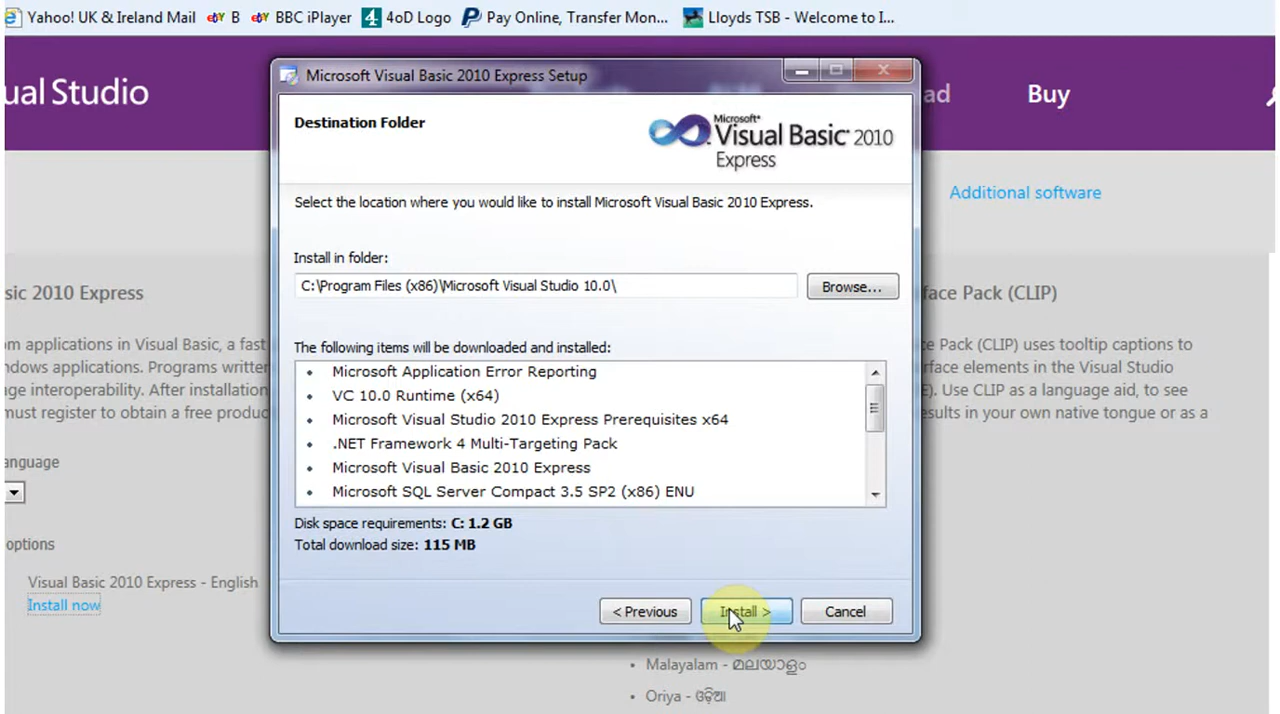 Yahoo! UK & Ireland Mail B BBC iPlayer 4 4oD Logo Pay Online, Transfer Mon... Lloyds TSB - Welcome to I...
Microsoft Visual Basic 2010 Express Setup
ual Studio
ad
Buy
Destination Folder
Microsoft®
Visual Basic® 2010
Express
Additional software
Select the location where you would like to install Microsoft Visual Basic 2010 Express.
Install in folder:
C:\Program Files (x86)\Microsoft Visual Studio 10.0\
Browse...
sic 2010 Express
face Pack (CLIP)
om applications in Visual Basic, a fast
ndows applications. Programs written
ge interoperability. After installation
must register to obtain a free produc
ce Pack (CLIP) uses tooltip captions to
rface elements in the Visual Studio
E). Use CLIP as a language aid, to see
esults in your own native tongue or as a
The following items will be downloaded and installed:
• Microsoft Application Error Reporting
• VC 10.0 Runtime (x64)
• Microsoft Visual Studio 2010 Express Prerequisites x64
• .NET Framework 4 Multi-Targeting Pack
• Microsoft Visual Basic 2010 Express
• Microsoft SQL Server Compact 3.5 SP2 (x86) ENU
anguage
Disk space requirements: C: 1.2 GB
Total download size: 115 MB
options
Visual Basic 2010 Express - English
Install now
< Previous
Install >
Cancel
• Malayalam - മലയാളം
• Oriya - ଓଡ଼ିଆ